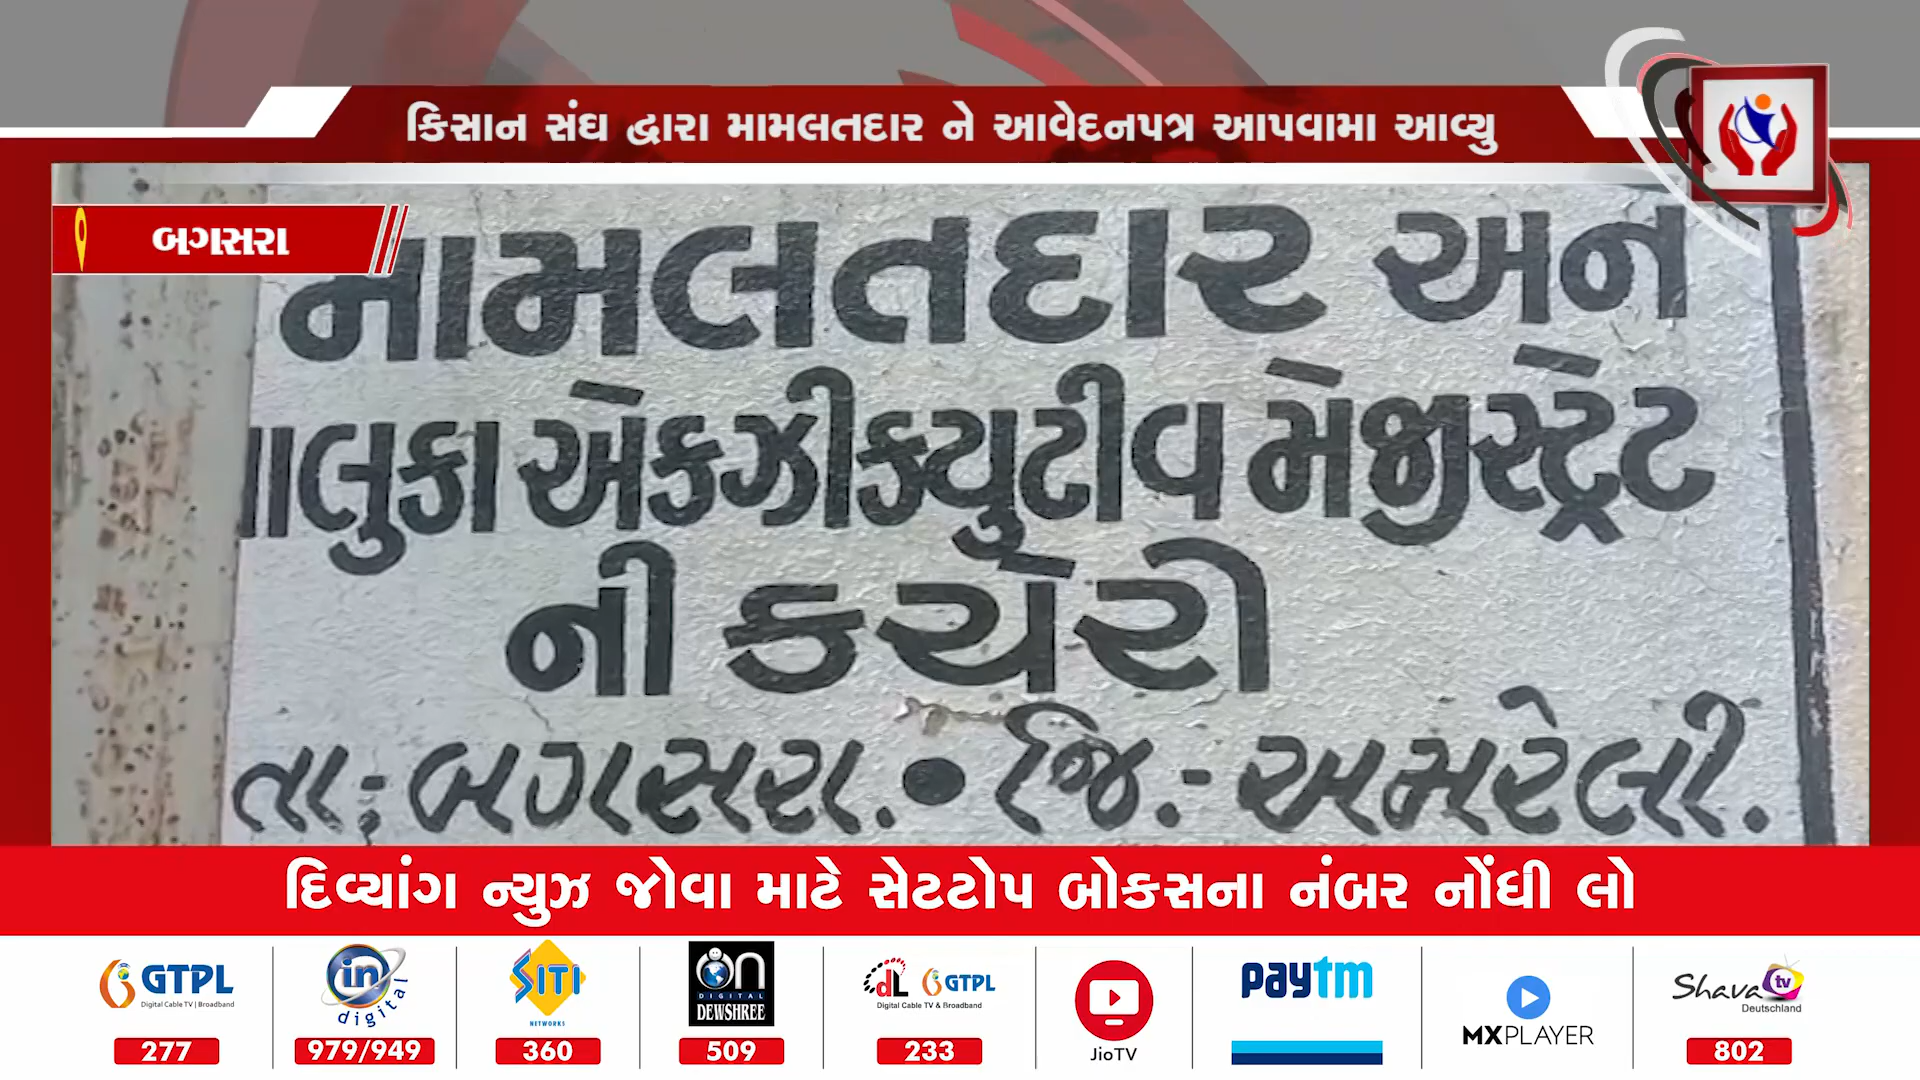 કિસાન સંઘ દ્વારા મામલતદાર ને આવેદનપત્ર આપવામા આવ્યુ
બગસરા
મામલતદાર અને
તાલુકા એકઝીક્યુટીવ મેજીસ્ટ્રેટ
ની કચેરી
તા:બગસરા.●જિ.-અમરેલી.
દિવ્યાંગ ન્યુઝ જોવા માટે સેટટોપ બોકસના નંબર નોંધી લો
GTPL
Digital Cable TV | Broadband
277
in digital
979/949
SITI
NETWORKS
360
ON
DIGITAL
DEWSHREE
509
dL GTPL
Digital Cable TV & Broadband
233
JioTV
paytm
MXPLAYER
Shava tv
Deutschland
802